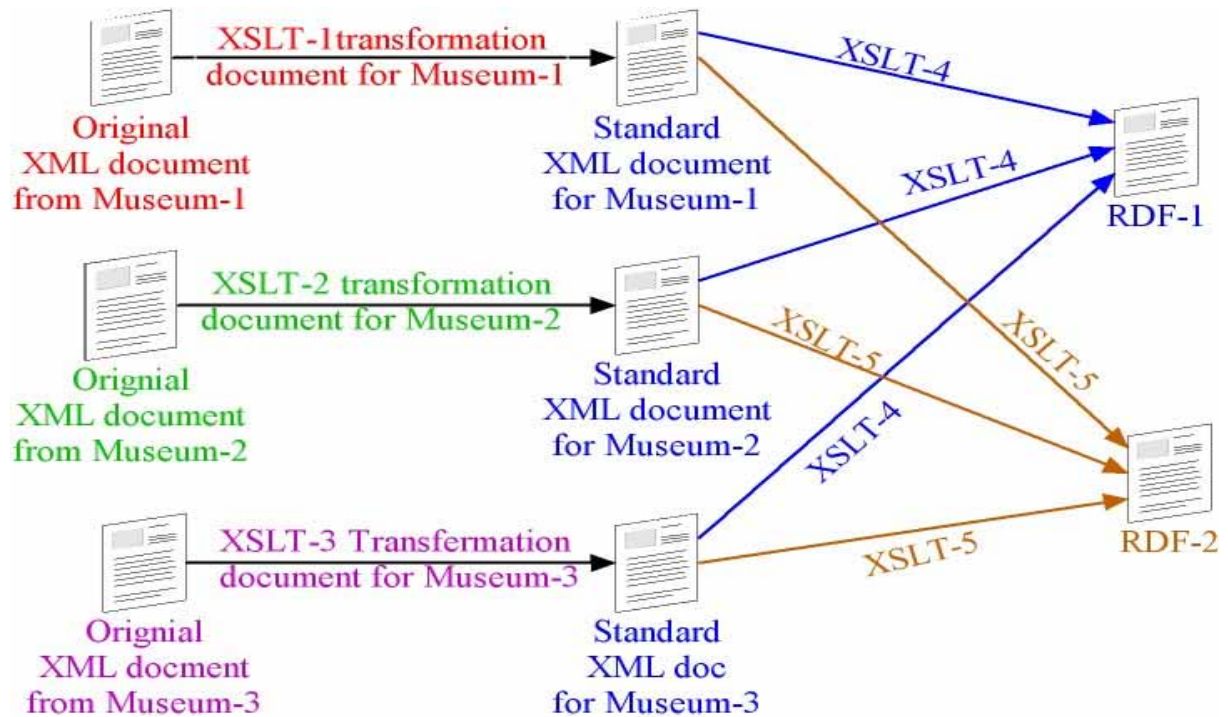 XSLT-1transformation
document for Museum-1
Original
XML document
from Museum-1
Standard
XML document
for Museum-1
XSLT-4
XSLT-4
RDF-1
XSLT-2 transformation
document for Museum-2
Orignial
XML document
from Museum-2
Standard
XML document
for Museum-2
XSLT-5
XSLT-5
XSLT-4
XSLT-3 Transfermation
document for Museum-3
Orignial
XML docment
from Museum-3
Standard
XML doc
for Museum-3
XSLT-5
RDF-2